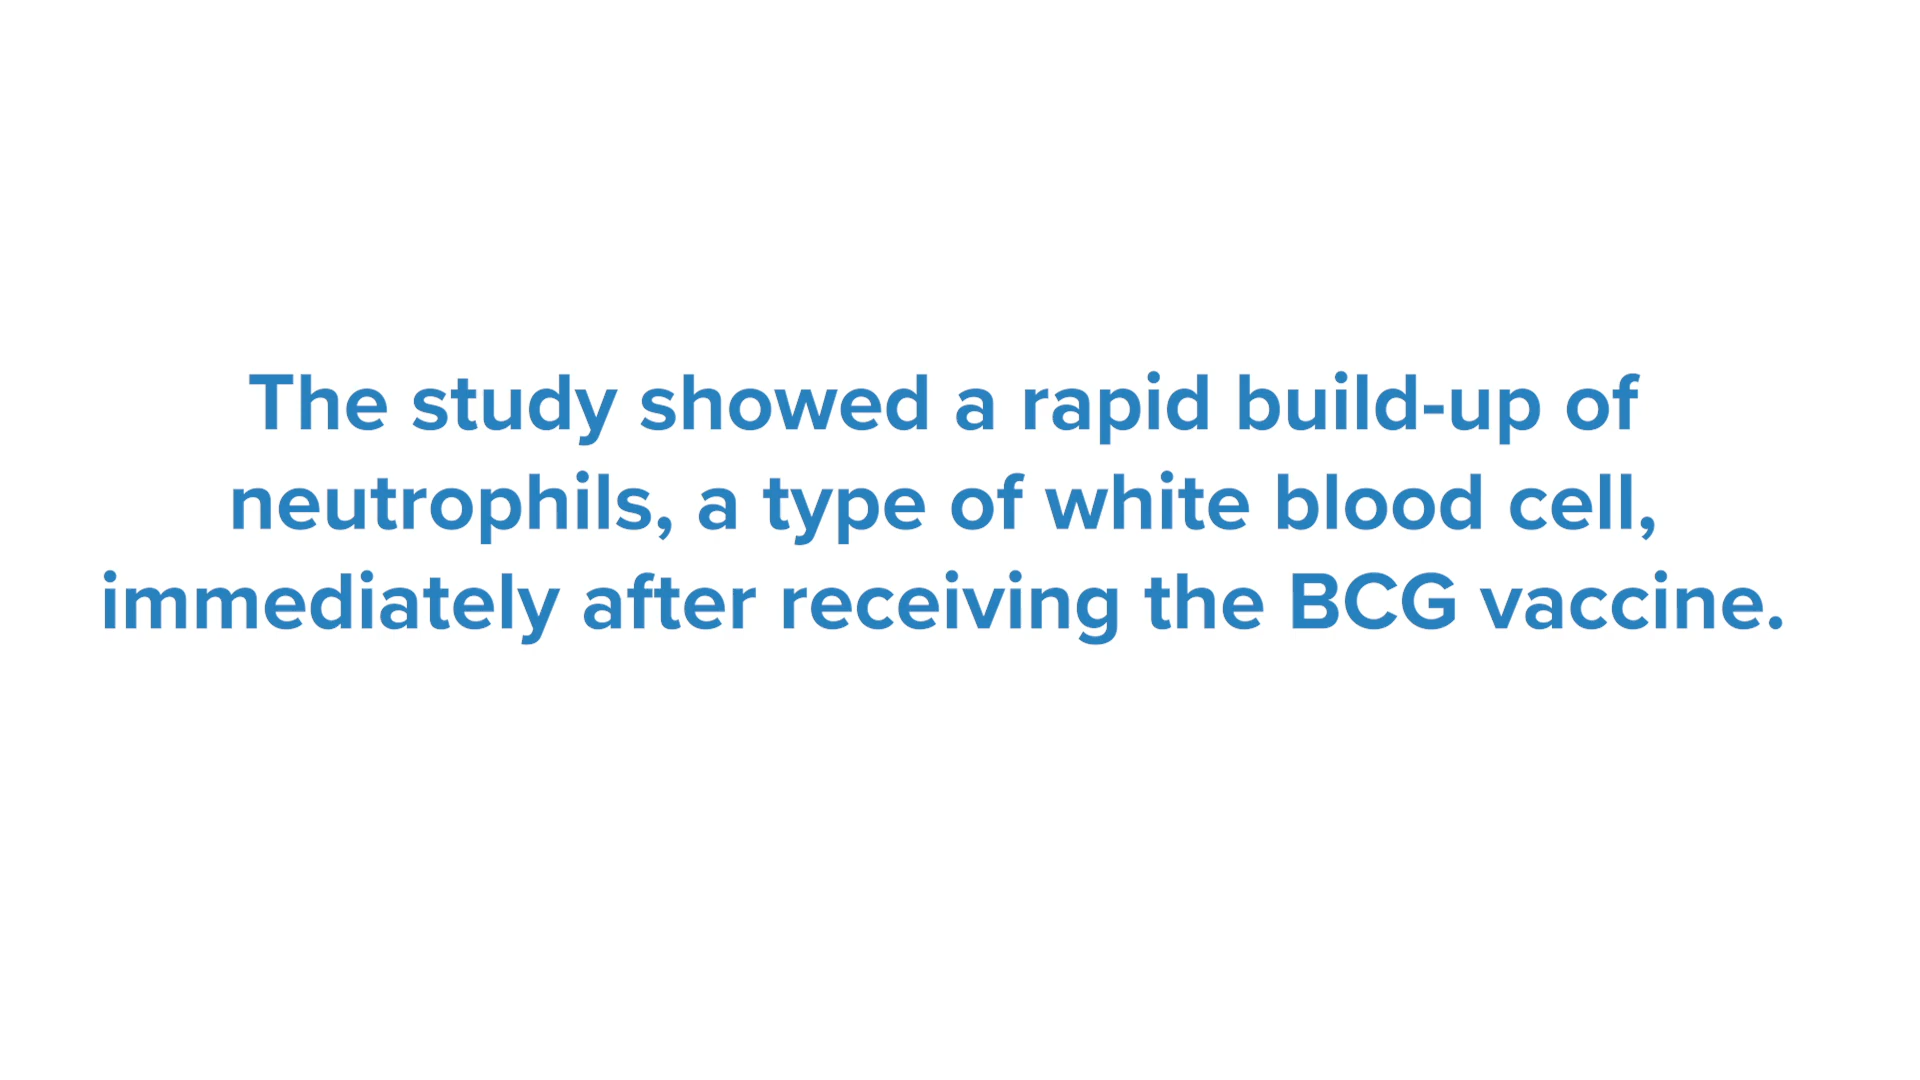 The study showed a rapid build-up of
neutrophils, a type of white blood cell,
immediately after receiving the BCG vaccine.